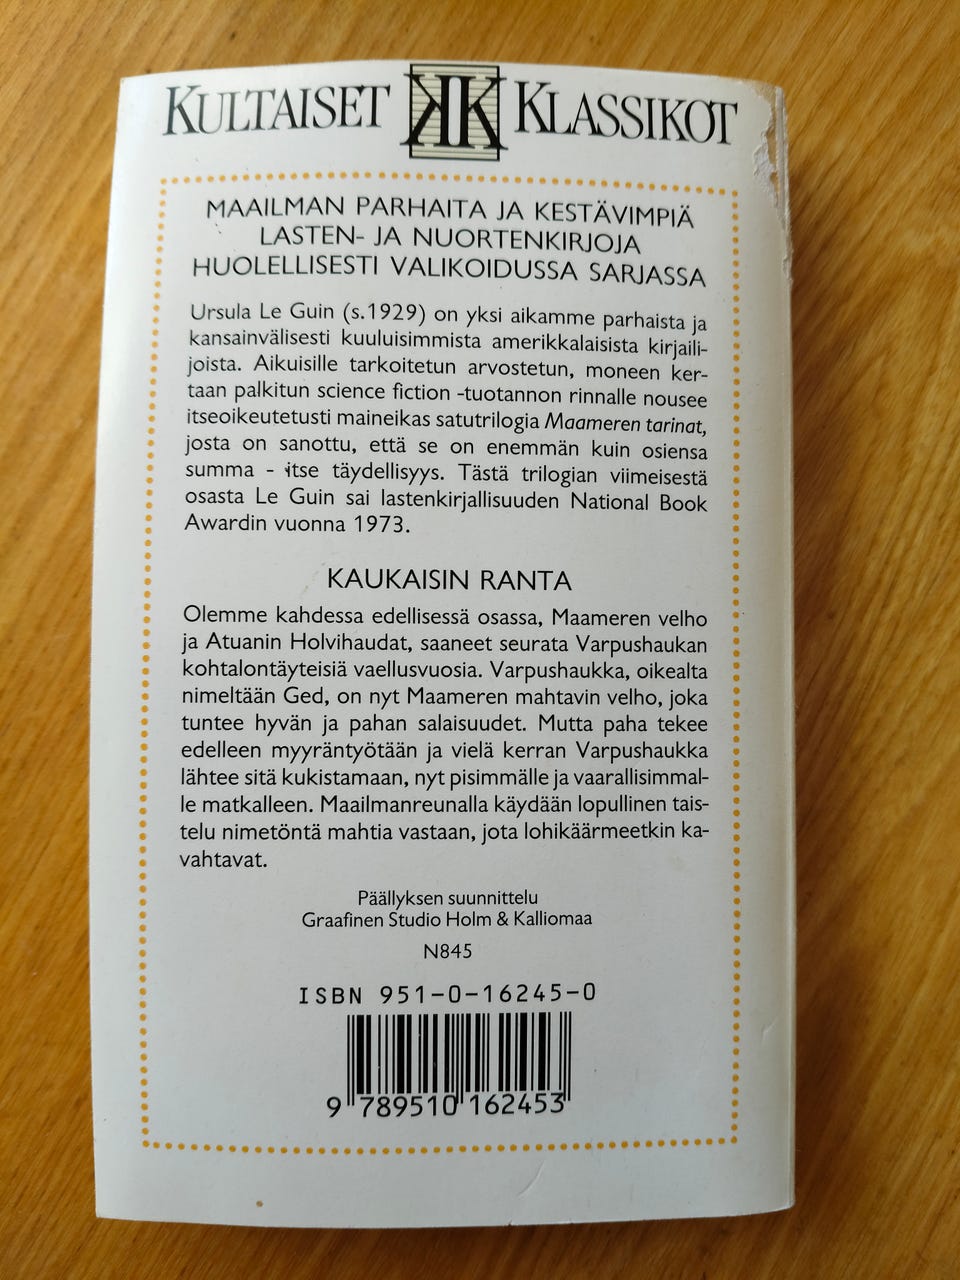 KULTAISET KK KLASSIKOT
MAAILMAN PARHAITA JA KESTÄVIMPIÄ
LASTEN- JA NUORTENKIRJOJA
HUOLELLISESTI VALIKOIDUSSA SARJASSA
Ursula Le Guin (s.1929) on yksi aikamme parhaista ja
kansainvälisesti kuuluisimmista amerikkalaisista kirjaili-
joista. Aikuisille tarkoitetun arvostetun, moneen ker-
taan palkitun science fiction -tuotannon rinnalle nousee
itseoikeutetusti maineikas satutrilogia Maameren tarinat,
josta on sanottu, että se on enemmän kuin osiensa
summa - itse täydellisyys. Tästä trilogian viimeisestä
osasta Le Guin sai lastenkirjallisuuden National Book
Awardin vuonna 1973.
KAUKAISIN RANTA
Olemme kahdessa edellisessä osassa, Maameren velho
ja Atuanin Holvihaudat, saaneet seurata Varpushaukan
kohtalontäyteisiä vaellusvuosia. Varpushaukka, oikealta
nimeltään Ged, on nyt Maameren mahtavin velho, joka
tuntee hyvän ja pahan salaisuudet. Mutta paha tekee
edelleen myyräntyötään ja vielä kerran Varpushaukka
lähtee sitä kukistamaan, nyt pisimmälle ja vaarallisimmal-
le matkalleen. Maailmanreunalla käydään lopullinen tais-
telu nimetöntä mahtia vastaan, jota lohikäärmeetkin ka-
vahtavat.
Päällyksen suunnittelu
Graafinen Studio Holm & Kalliomaa
N845
ISBN 951-0-16245-0
9 789510 162453